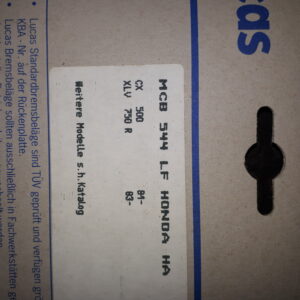 cas
MCB 544 LF HONDA HA
CX 500 81-
XLV 750 R 83-
Weitere Modelle s.h.Katalog
Lucas Standardbremsbeläge sind TÜV geprüft und verfügen
KBA - Nr. auf der Rückenplatte.
Lucas Bremsbeläge sollten ausschließlich in Fachwerkstätten